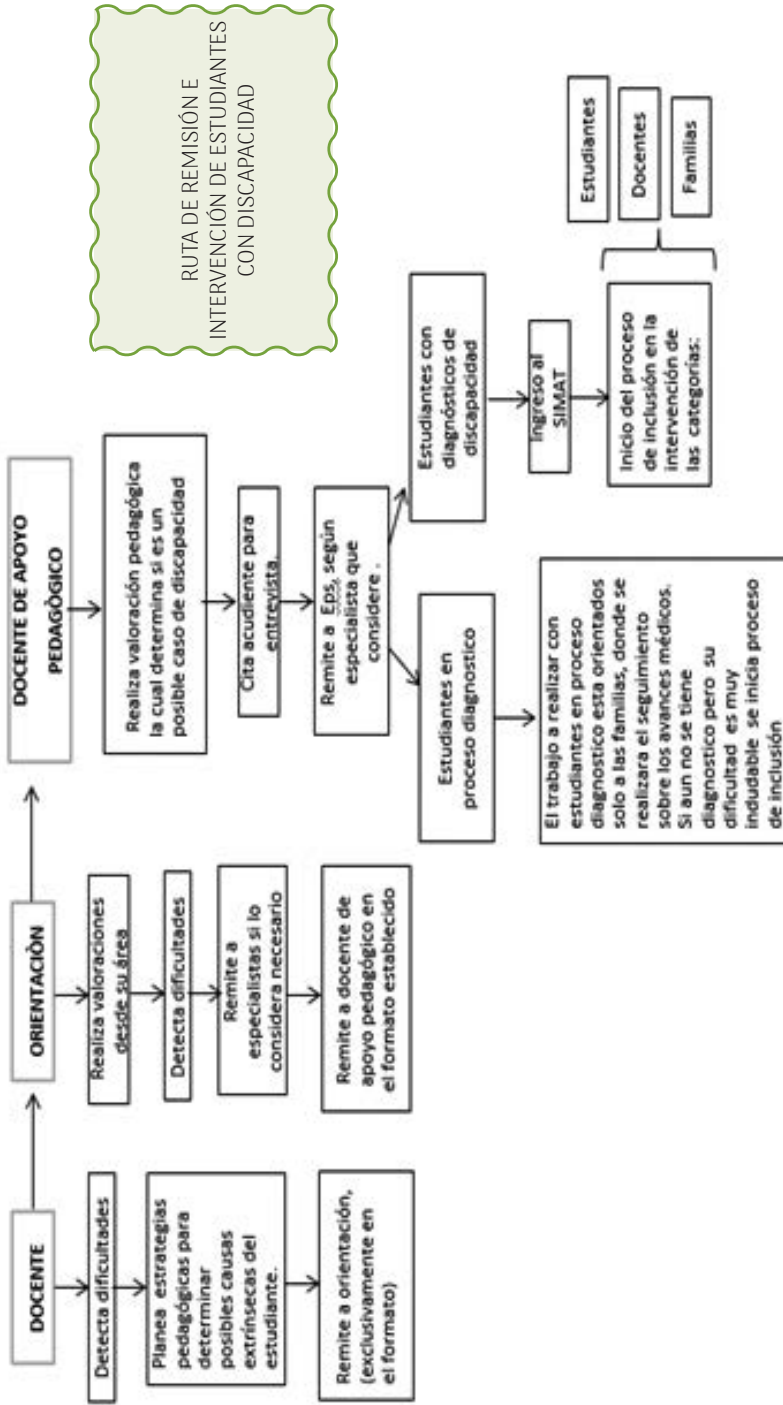 RUTA DE REMISIÓN E
INTERVENCIÓN DE ESTUDIANTES
CON DISCAPACIDAD
DOCENTE
Detecta dificultades
Planea estrategias
pedagógicas para
determinar
posibles causas
extrínsecas del
estudiante.
Remite a orientación,
(exclusivamente en
el formato)
ORIENTACIÒN
Realiza valoraciones
desde su área
Detecta dificultades
Remite a
especialistas si lo
considera necesario
Remite a docente de
apoyo pedagógico en
el formato establecido
DOCENTE DE APOYO
PEDAGÒGICO
Realiza valoración pedagógica
la cual determina si es un
posible caso de discapacidad
Cita acudiente para
entrevista.
Remite a Eps, según
especialista que
considere .
Estudiantes en
proceso diagnostico
El trabajo a realizar con
estudiantes en proceso
diagnostico esta orientados
solo a las familias, donde se
realizara el seguimiento
sobre los avances médicos.
Si aun no se tiene
diagnostico pero su
dificultad es muy
indudable se inicia proceso
de inclusión
Estudiantes con
diagnósticos de
discapacidad
Ingreso al
SIMAT
Inicio del proceso
de inclusión en la
intervención de
las categorías:
Estudiantes
Docentes
Familias